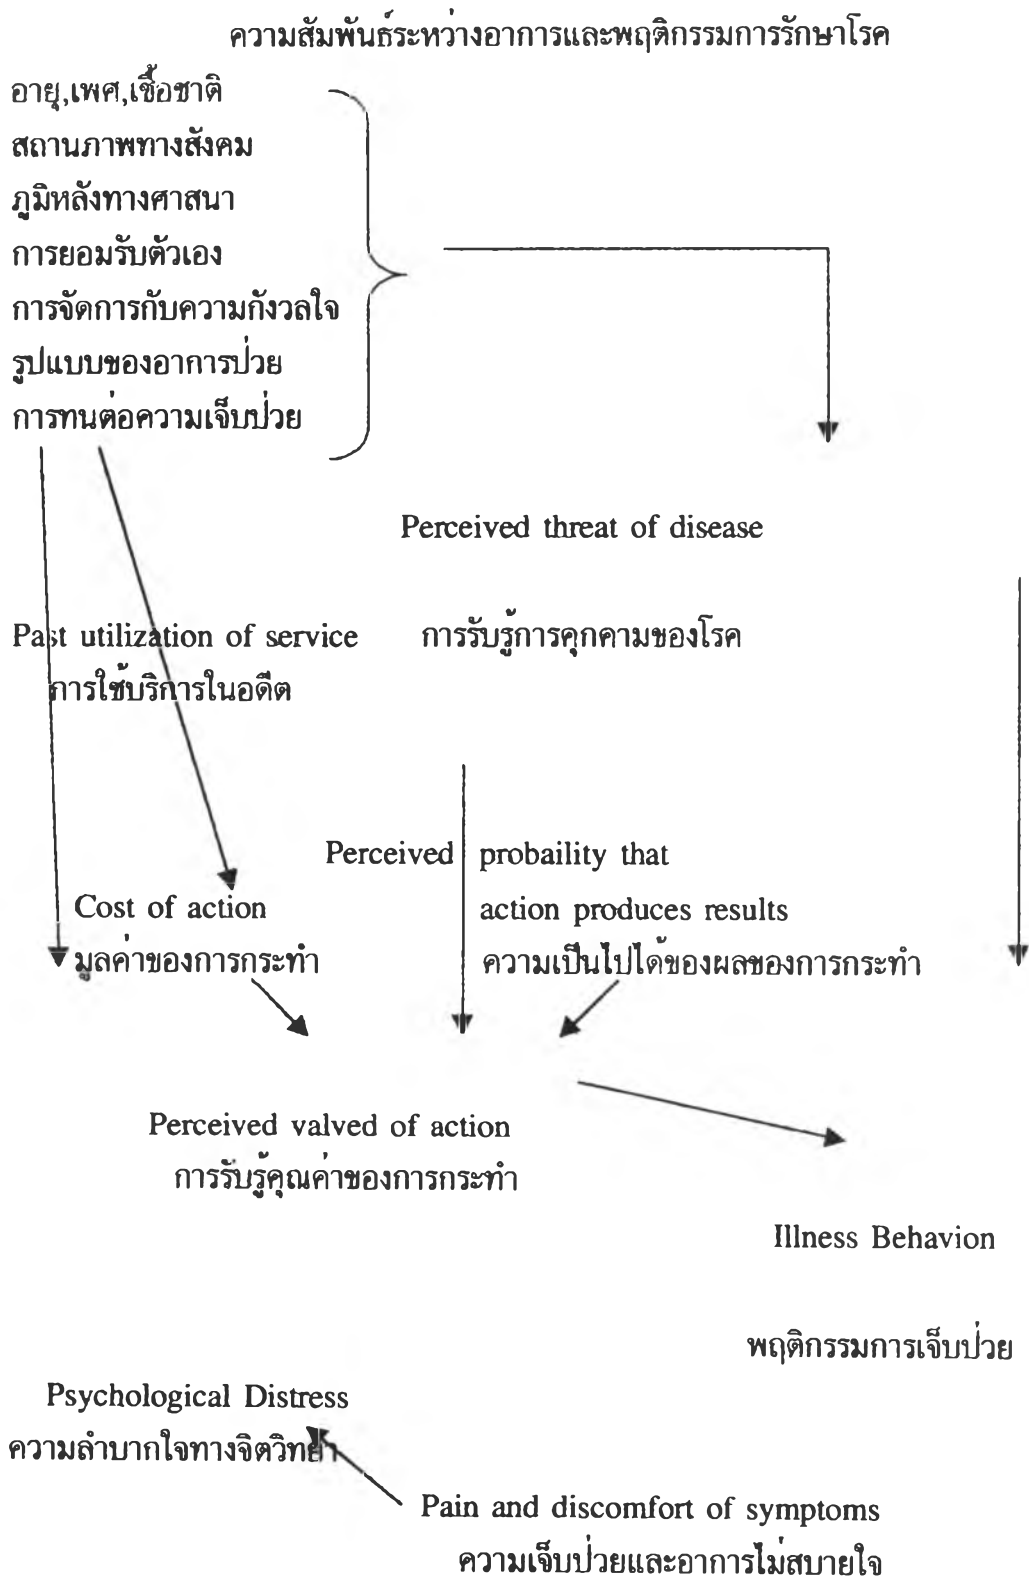 ความสัมพันธ์ระหว่างอาการและพฤติกรรมการรักษาโรค
อายุ,เพศ,เชื้อชาติ
สถานภาพทางสังคม
ภูมิหลังทางศาสนา
การยอมรับตัวเอง
การจัดการกับความกังวลใจ
รูปแบบของอาการป่วย
การทนต่อความเจ็บป่วย
Perceived threat of disease
Past utilization of service การรับรู้การคุกคามของโรค
การใช้บริการในอดีต
Perceived probaility that
Cost of action action produces results
มูลค่าของการกระทำ ความเป็นไปได้ของผลของการกระทำ
Perceived valved of action
การรับรู้คุณค่าของการกระทำ
Illness Behavion
พฤติกรรมการเจ็บป่วย
Psychological Distress
ความลำบากใจทางจิตวิทยา
Pain and discomfort of symptoms
ความเจ็บป่วยและอาการไม่สบายใจ